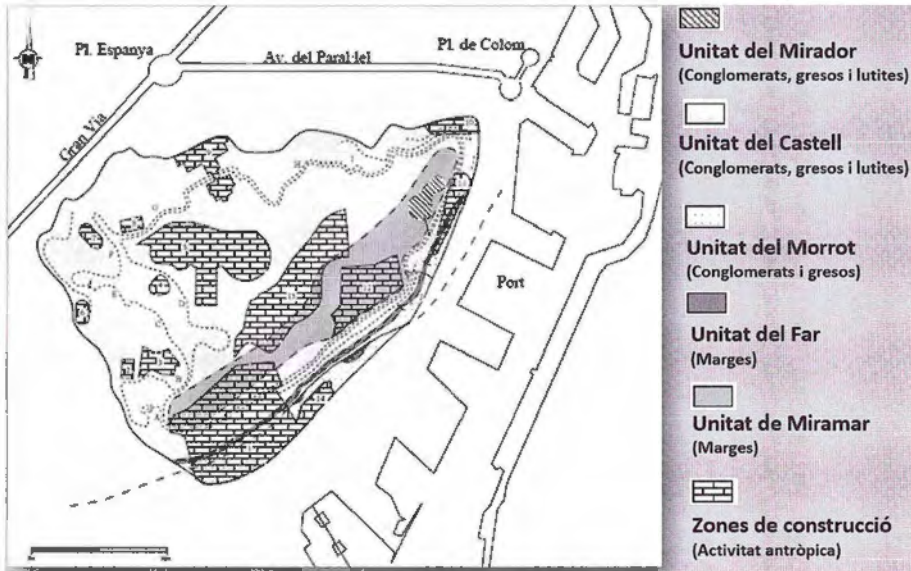 Pl. Espanya
Av. del Paral·lel
Pl. de Colom
Gran Via
Port
Unitat del Mirador
(Conglomerats, gresos i lutites)
Unitat del Castell
(Conglomerats, gresos i lutites)
Unitat del Morrot
(Conglomerats i gresos)
Unitat del Far
(Marges)
Unitat de Miramar
(Marges)
Zones de construcció
(Activitat antròpica)